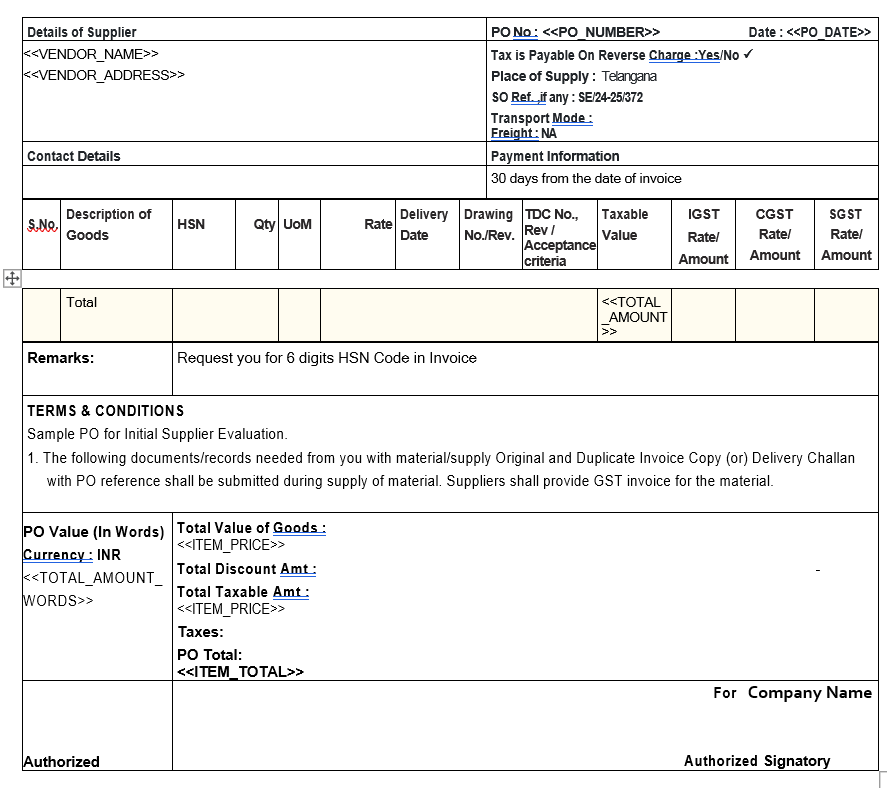 Details of Supplier
PO No : <<PO_NUMBER>> Date : <<PO_DATE>>
<<VENDOR_NAME>>
<<VENDOR_ADDRESS>>
Tax is Payable On Reverse Charge :Yes/No ✓
Place of Supply : Telangana
SO Ref. ,if any : SE/24-25/372
Transport Mode :
Freight : NA
Contact Details
Payment Information
30 days from the date of invoice
S.No.
Description of
Goods
HSN
Qty
UoM
Rate
Delivery
Date
Drawing
No./Rev.
TDC No.,
Rev /
Acceptance
criteria
Taxable
Value
IGST
Rate/
Amount
CGST
Rate/
Amount
SGST
Rate/
Amount
Total
<<TOTAL
_AMOUNT
>>
Remarks:
Request you for 6 digits HSN Code in Invoice
TERMS & CONDITIONS
Sample PO for Initial Supplier Evaluation.
1. The following documents/records needed from you with material/supply Original and Duplicate Invoice Copy (or) Delivery Challan
with PO reference shall be submitted during supply of material. Suppliers shall provide GST invoice for the material.
PO Value (In Words)
Currency : INR
<<TOTAL_AMOUNT_
WORDS>>
Total Value of Goods :
<<ITEM_PRICE>>
Total Discount Amt :
-
Total Taxable Amt :
<<ITEM_PRICE>>
Taxes:
PO Total:
<<ITEM_TOTAL>>
For Company Name
Authorized
Authorized Signatory